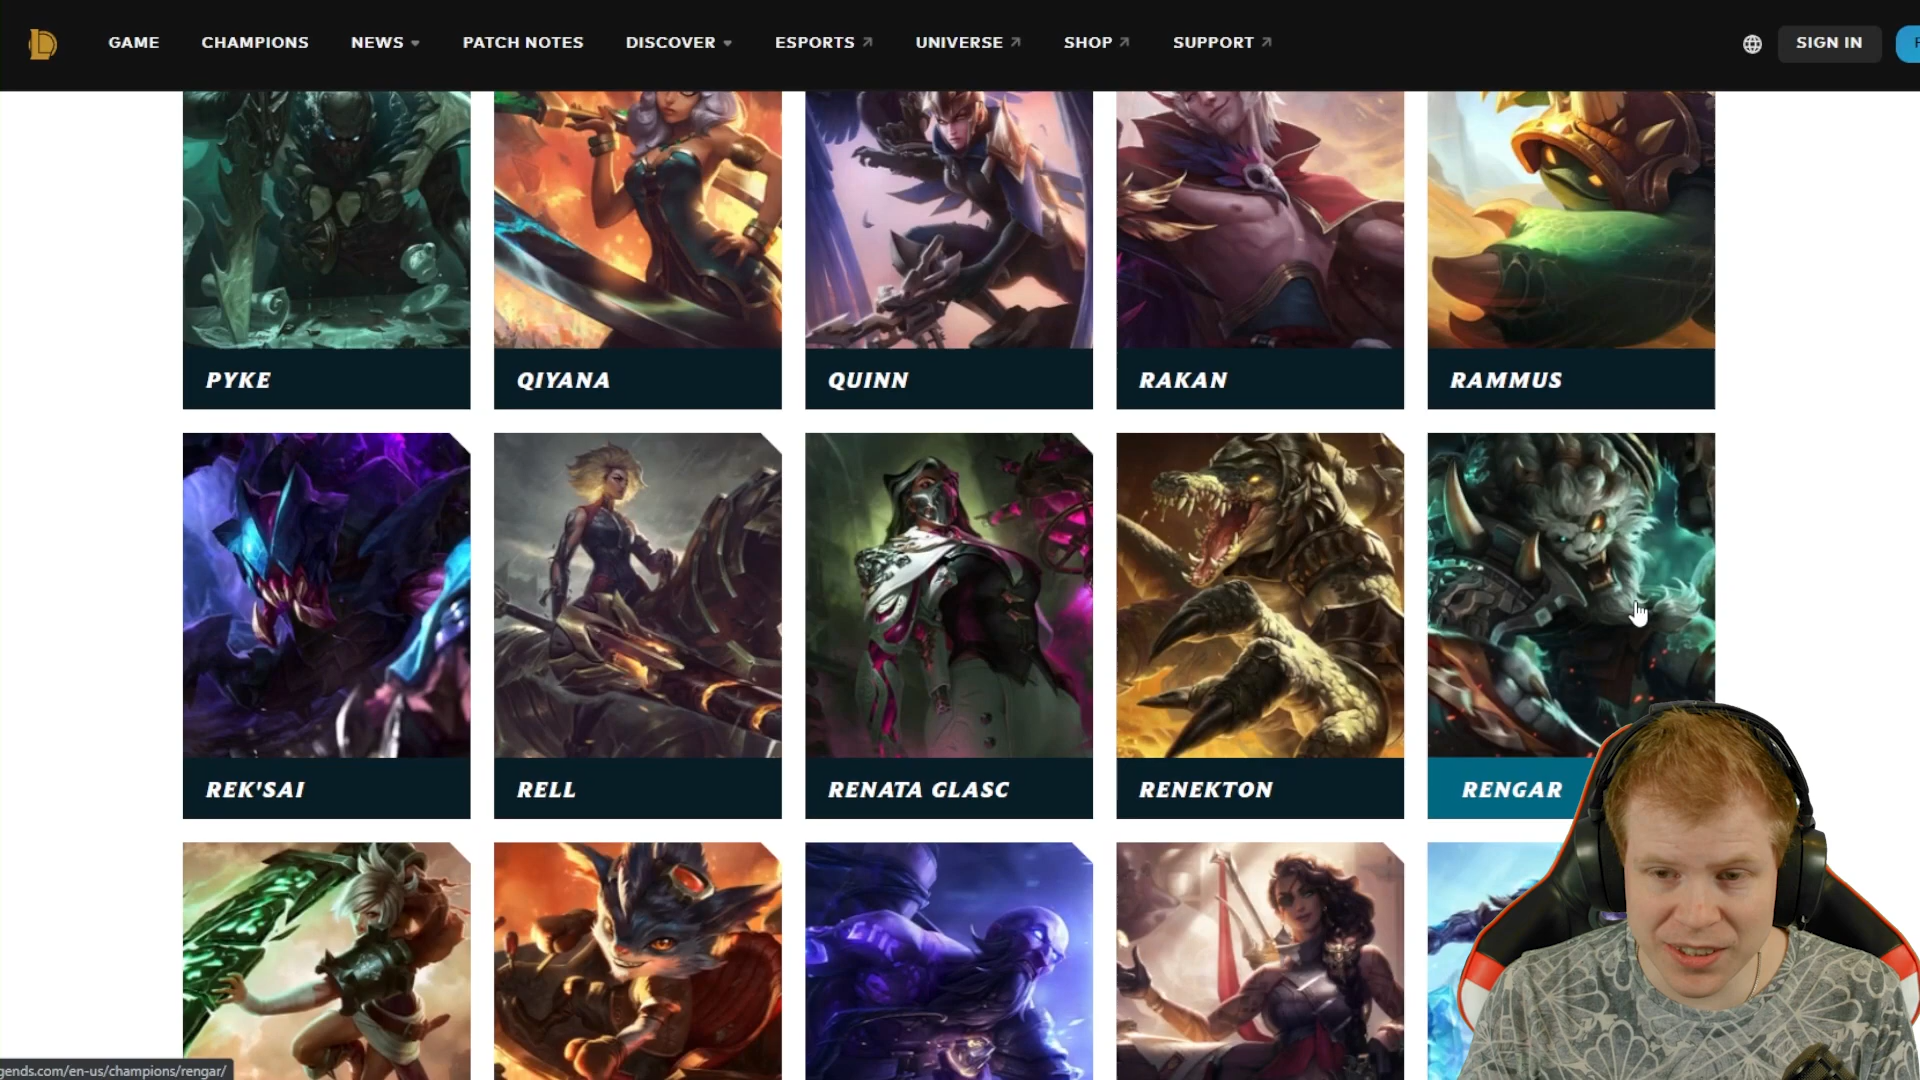 GAME CHAMPIONS NEWS PATCH NOTES DISCOVER ESPORTS UNIVERSE SHOP SUPPORT SIGN IN
PYKE QIYANA QUINN RAKAN RAMMUS
REK'SAI RELL RENATA GLASC RENEKTON RENGAR
gends.com/en-us/champions/rengar/